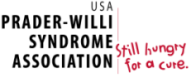 USA
PRADER-WILLI
SYNDROME
ASSOCIATION
Still hungry
for a cure.